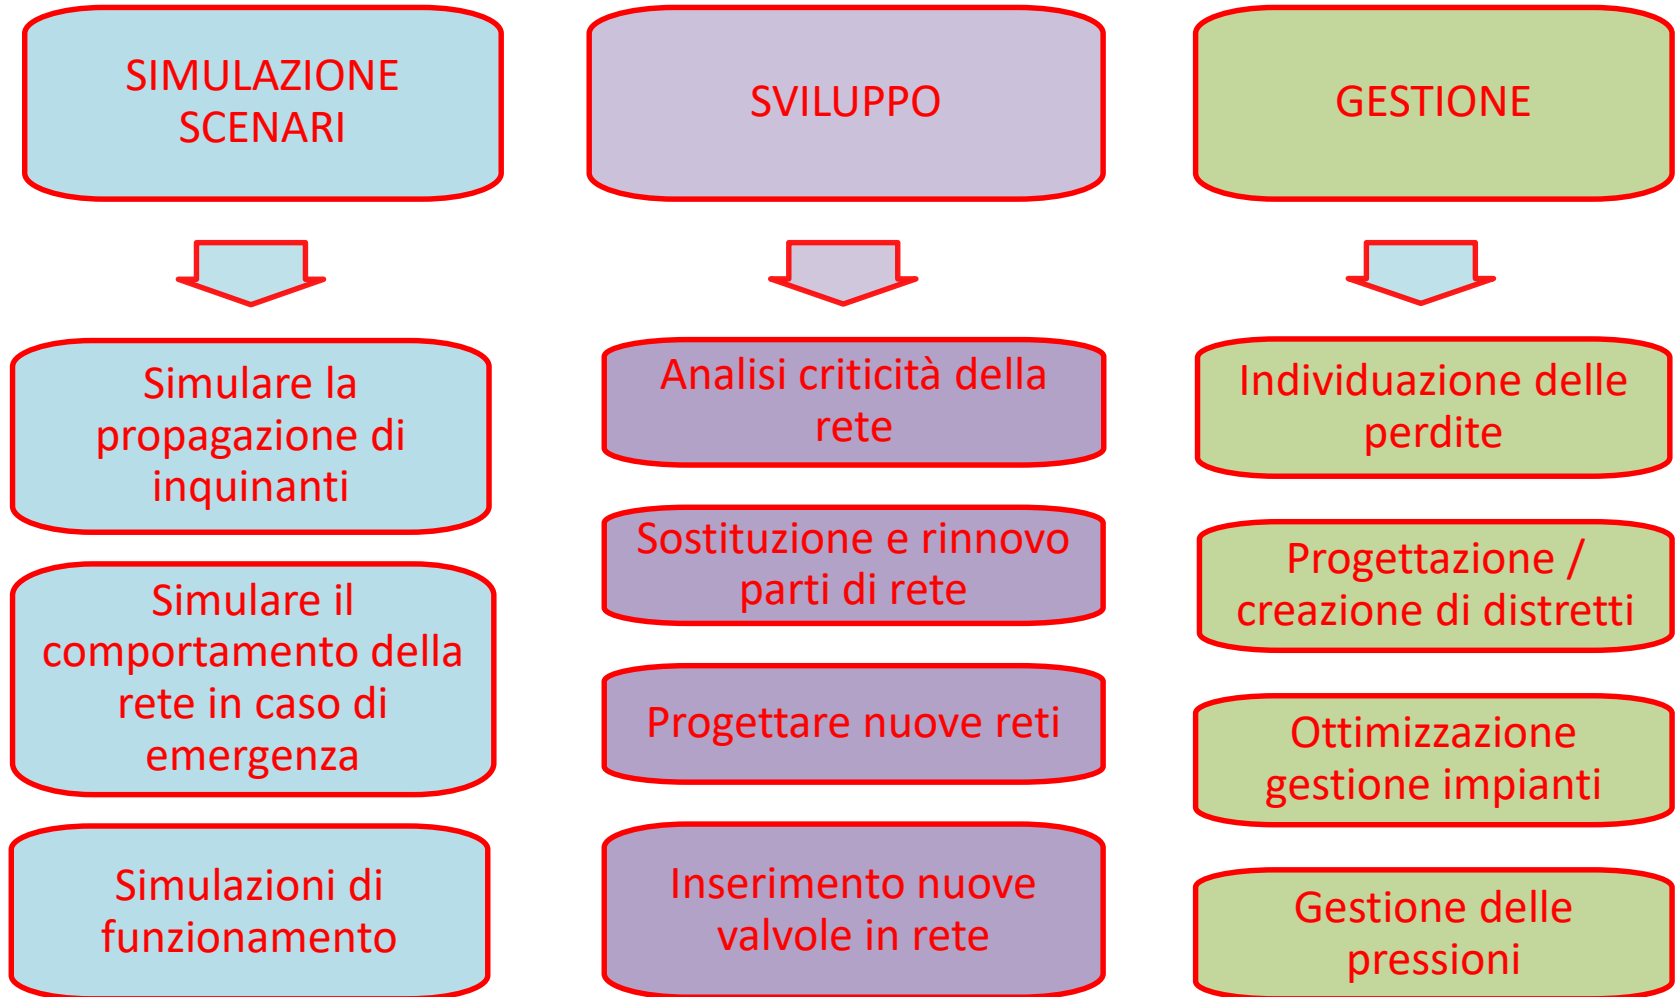 SIMULAZIONE
SCENARI
SVILUPPO
GESTIONE
Simulare la
propagazione di
inquinanti
Simulare il
comportamento della
rete in caso di
emergenza
Simulazioni di
funzionamento
Analisi criticità della
rete
Sostituzione e rinnovo
parti di rete
Progettare nuove reti
Inserimento nuove
valvole in rete
Individuazione delle
perdite
Progettazione /
creazione di distretti
Ottimizzazione
gestione impianti
Gestione delle
pressioni